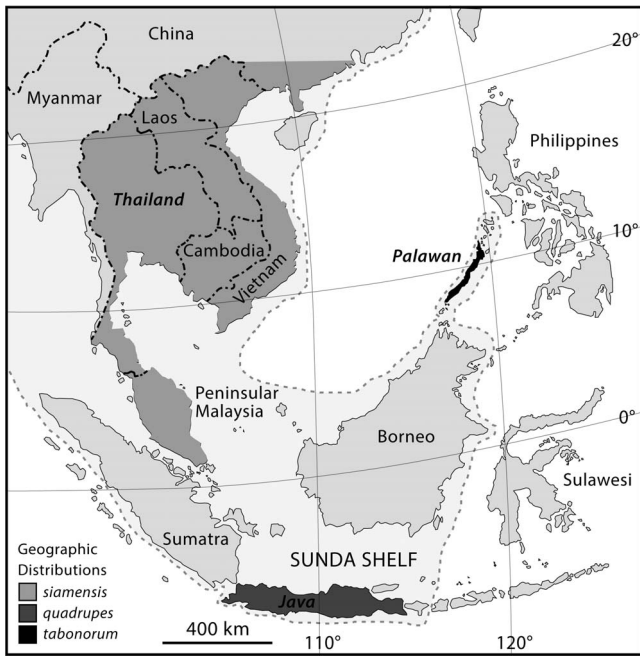 China
20°
Myanmar
Laos
Philippines
Thailand
10°
Palawan
Cambodia
Vietnam
Peninsular
Malaysia
0°
Borneo
Sulawesi
Sumatra
SUNDA SHELF
Geographic
Distributions
siamensis
quadrupes
tabonorum
Java
400 km
110°
120°